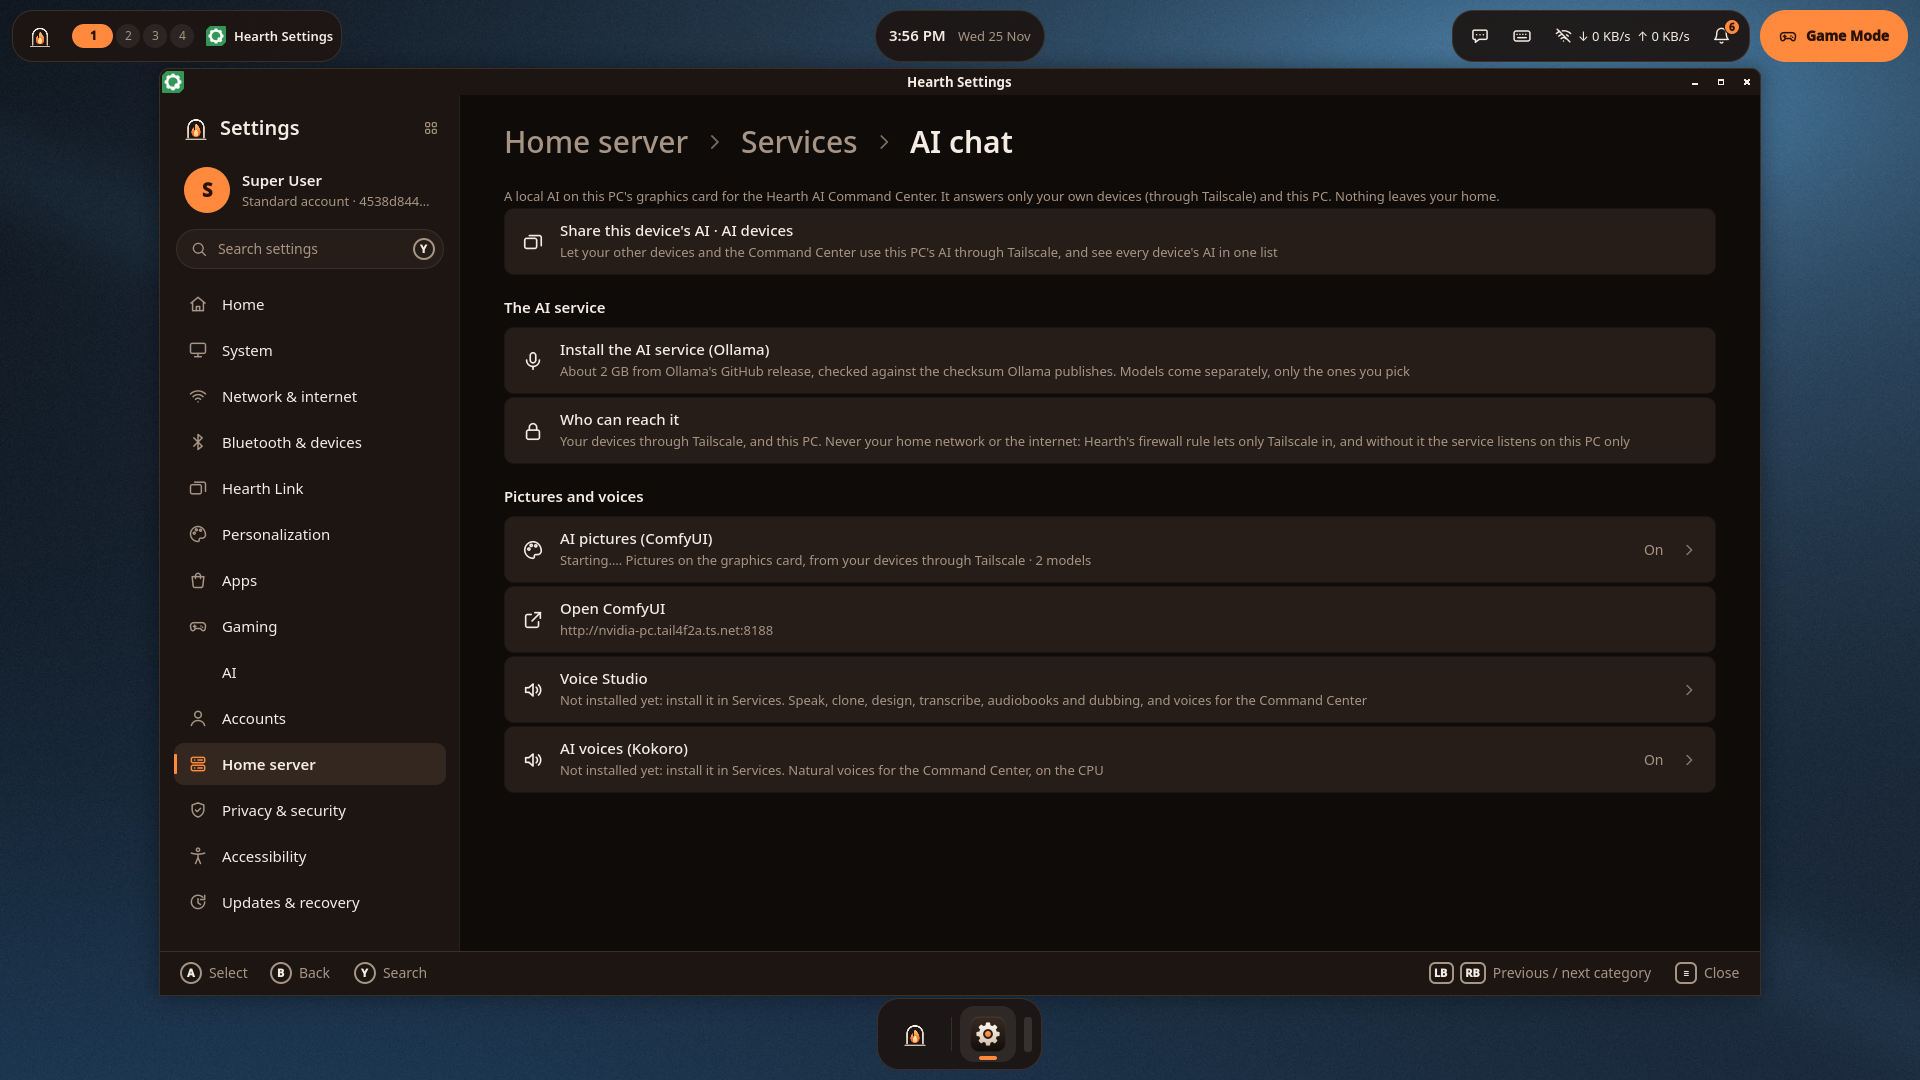 1 2 3 4 Hearth Settings
3:56 PM Wed 25 Nov
↓ 0 KB/s ↑ 0 KB/s 6 Game Mode
Hearth Settings
Settings
S Super User
Standard account · 4538d844...
Search settings Y
Home
System
Network & internet
Bluetooth & devices
Hearth Link
Personalization
Apps
Gaming
AI
Accounts
Home server
Privacy & security
Accessibility
Updates & recovery
Home server > Services > AI chat
A local AI on this PC's graphics card for the Hearth AI Command Center. It answers only your own devices (through Tailscale) and this PC. Nothing leaves your home.
Share this device's AI · AI devices
Let your other devices and the Command Center use this PC's AI through Tailscale, and see every device's AI in one list
The AI service
Install the AI service (Ollama)
About 2 GB from Ollama's GitHub release, checked against the checksum Ollama publishes. Models come separately, only the ones you pick
Who can reach it
Your devices through Tailscale, and this PC. Never your home network or the internet: Hearth's firewall rule lets only Tailscale in, and without it the service listens on this PC only
Pictures and voices
AI pictures (ComfyUI)
Starting.... Pictures on the graphics card, from your devices through Tailscale · 2 models
On
Open ComfyUI
http://nvidia-pc.tail4f2a.ts.net:8188
Voice Studio
Not installed yet: install it in Services. Speak, clone, design, transcribe, audiobooks and dubbing, and voices for the Command Center
AI voices (Kokoro)
Not installed yet: install it in Services. Natural voices for the Command Center, on the CPU
On
A Select B Back Y Search
LB RB Previous / next category ≡ Close